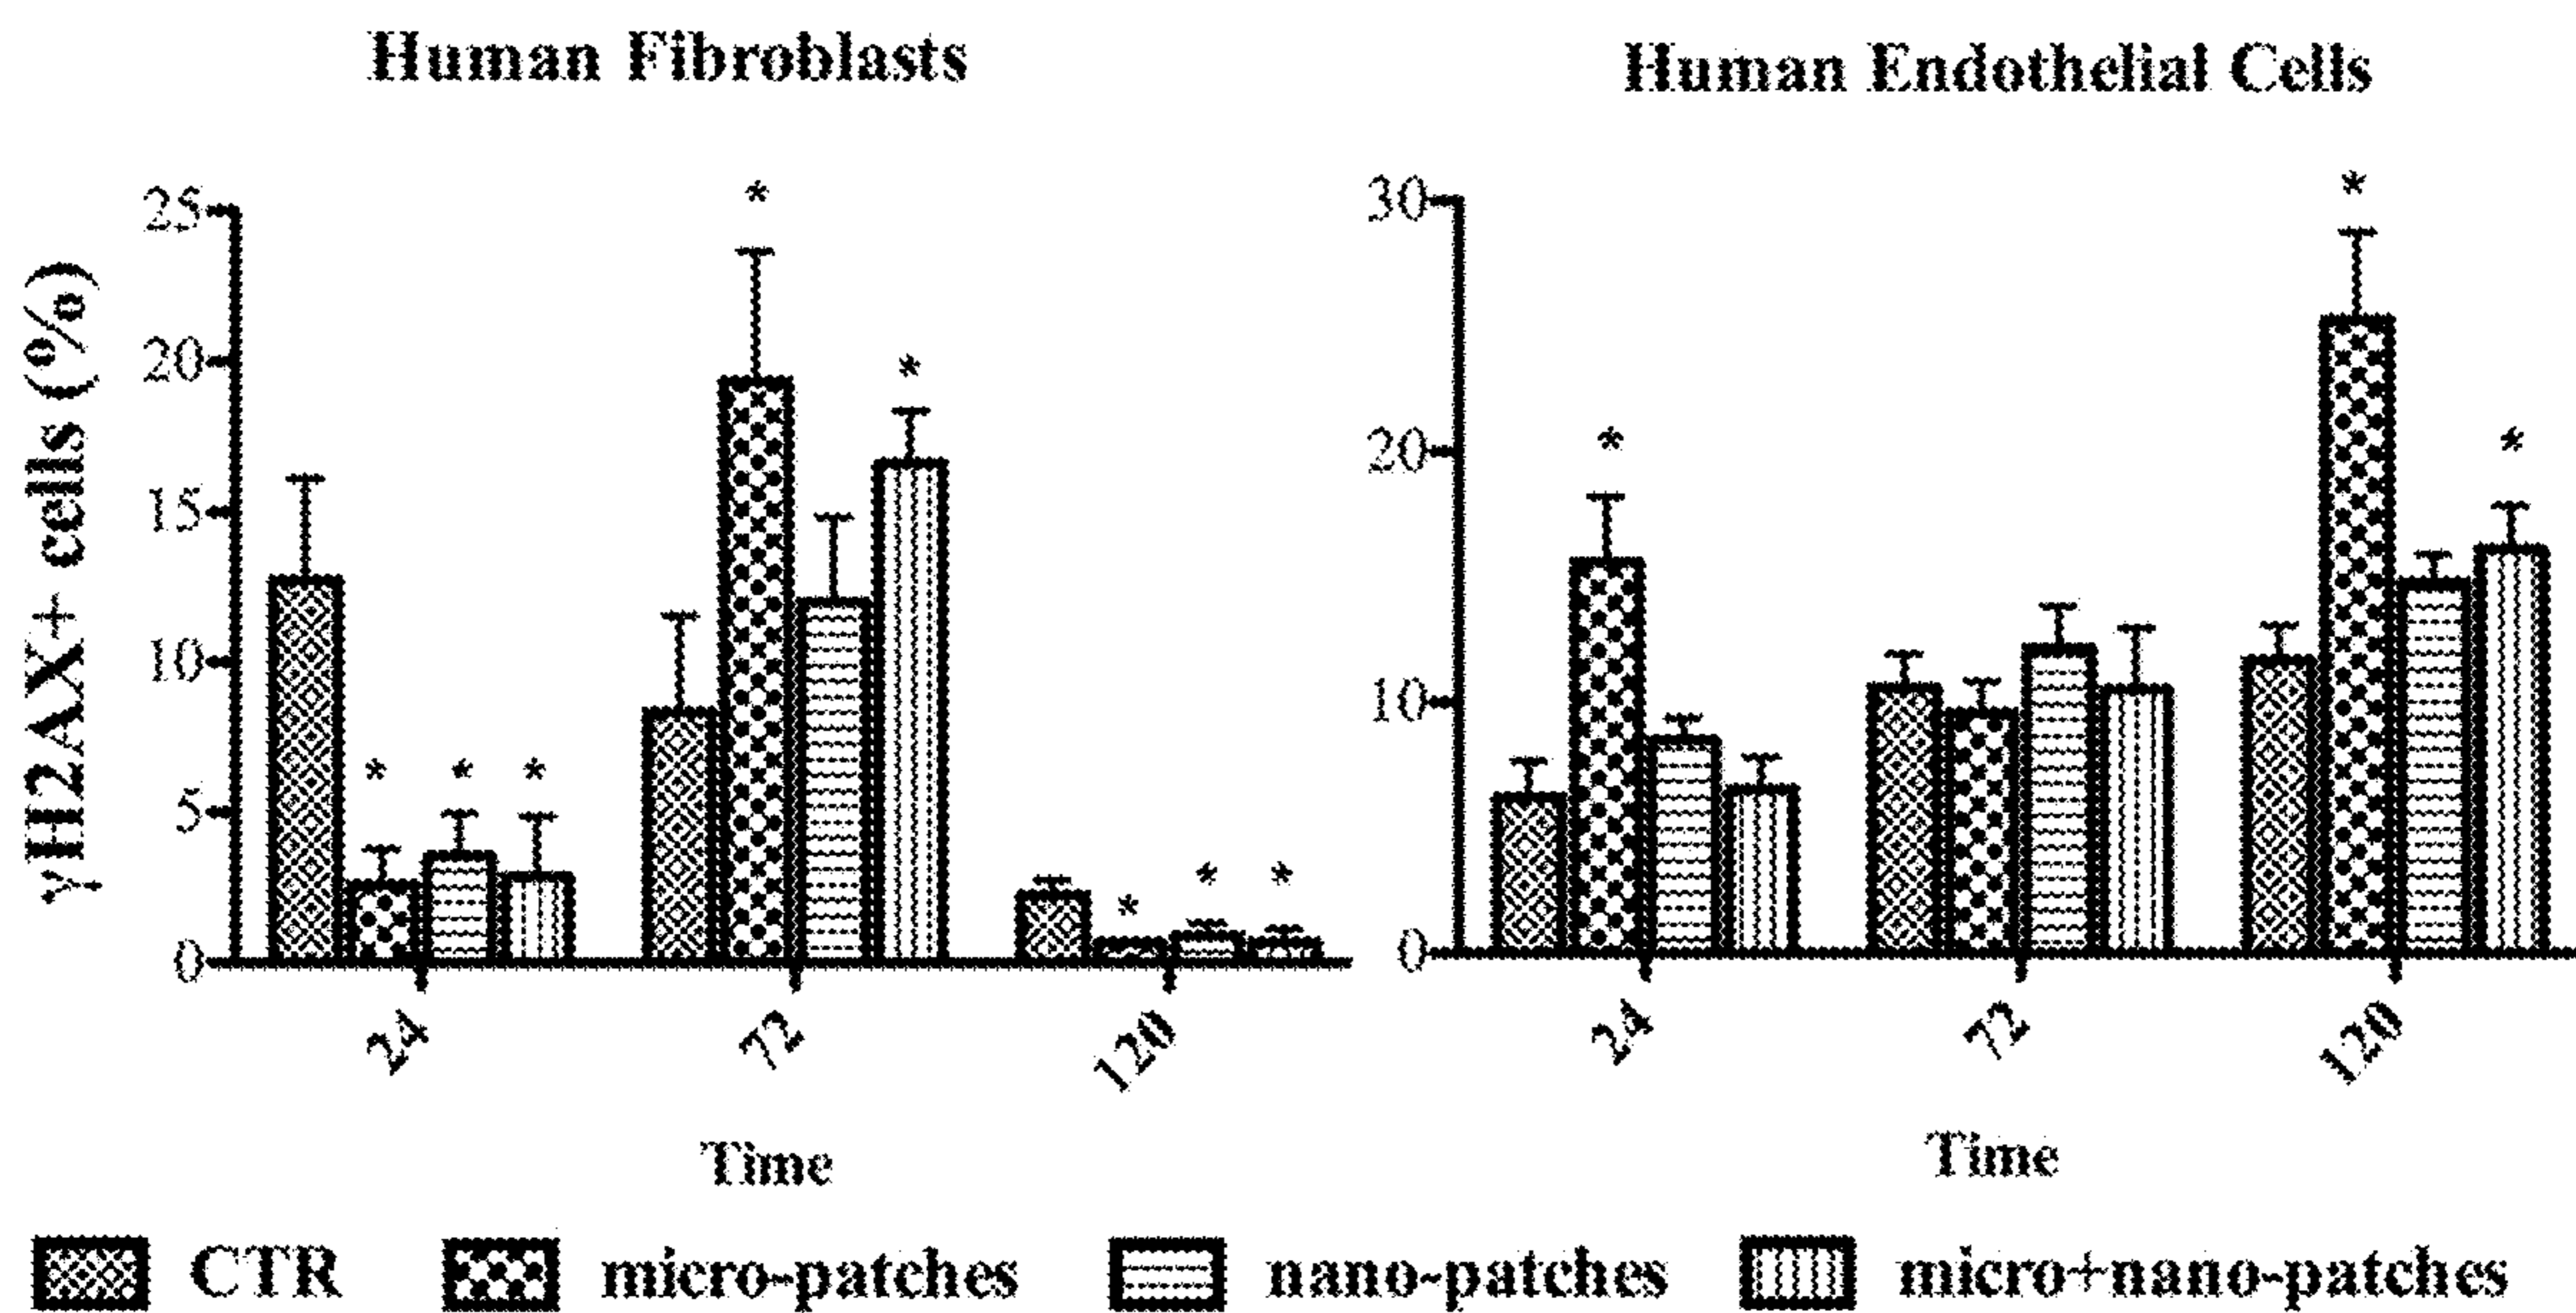 Human Fibroblasts
Human Endothelial Cells
γH2AX+ cells (%)
25
20
15
10
5
0
* * * * * * * *
24 72 120
Time
30
20
10
0
* * *
24 72 120
Time
CTR micro-patches nano-patches micro+nano-patches